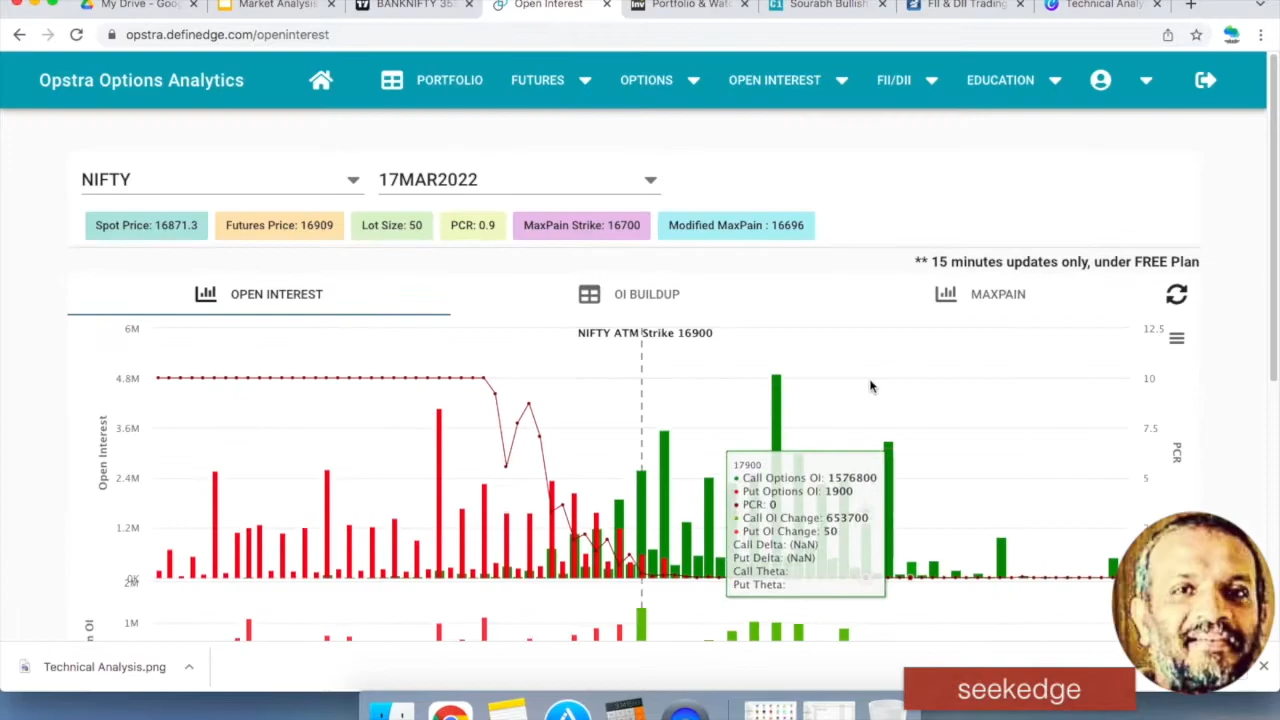 My Drive - Goo
Market Analysis
BANKNIFTY 35
Open Interest
Portfolio & Wat
Sourabh Bullish
FII & DII Trading
Technical Analy
opstra.definedge.com/openinterest
Opstra Options Analytics
PORTFOLIO
FUTURES
OPTIONS
OPEN INTEREST
FII/DII
EDUCATION
NIFTY
17MAR2022
Spot Price: 16871.3
Futures Price: 16909
Lot Size: 50
PCR: 0.9
MaxPain Strike: 16700
Modified MaxPain : 16696
** 15 minutes updates only, under FREE Plan
OPEN INTEREST
OI BUILDUP
MAXPAIN
NIFTY ATM Strike 16900
6M
4.8M
3.6M
2.4M
1.2M
2M
1M
Open Interest
12.5
10
7.5
5
PCR
17900
Call Options OI: 1576800
Put Options OI: 1900
PCR: 0
Call OI Change: 653700
Put OI Change: 50
Call Delta: (NaN)
Put Delta: (NaN)
Call Theta:
Put Theta:
Technical Analysis.png
seekedge